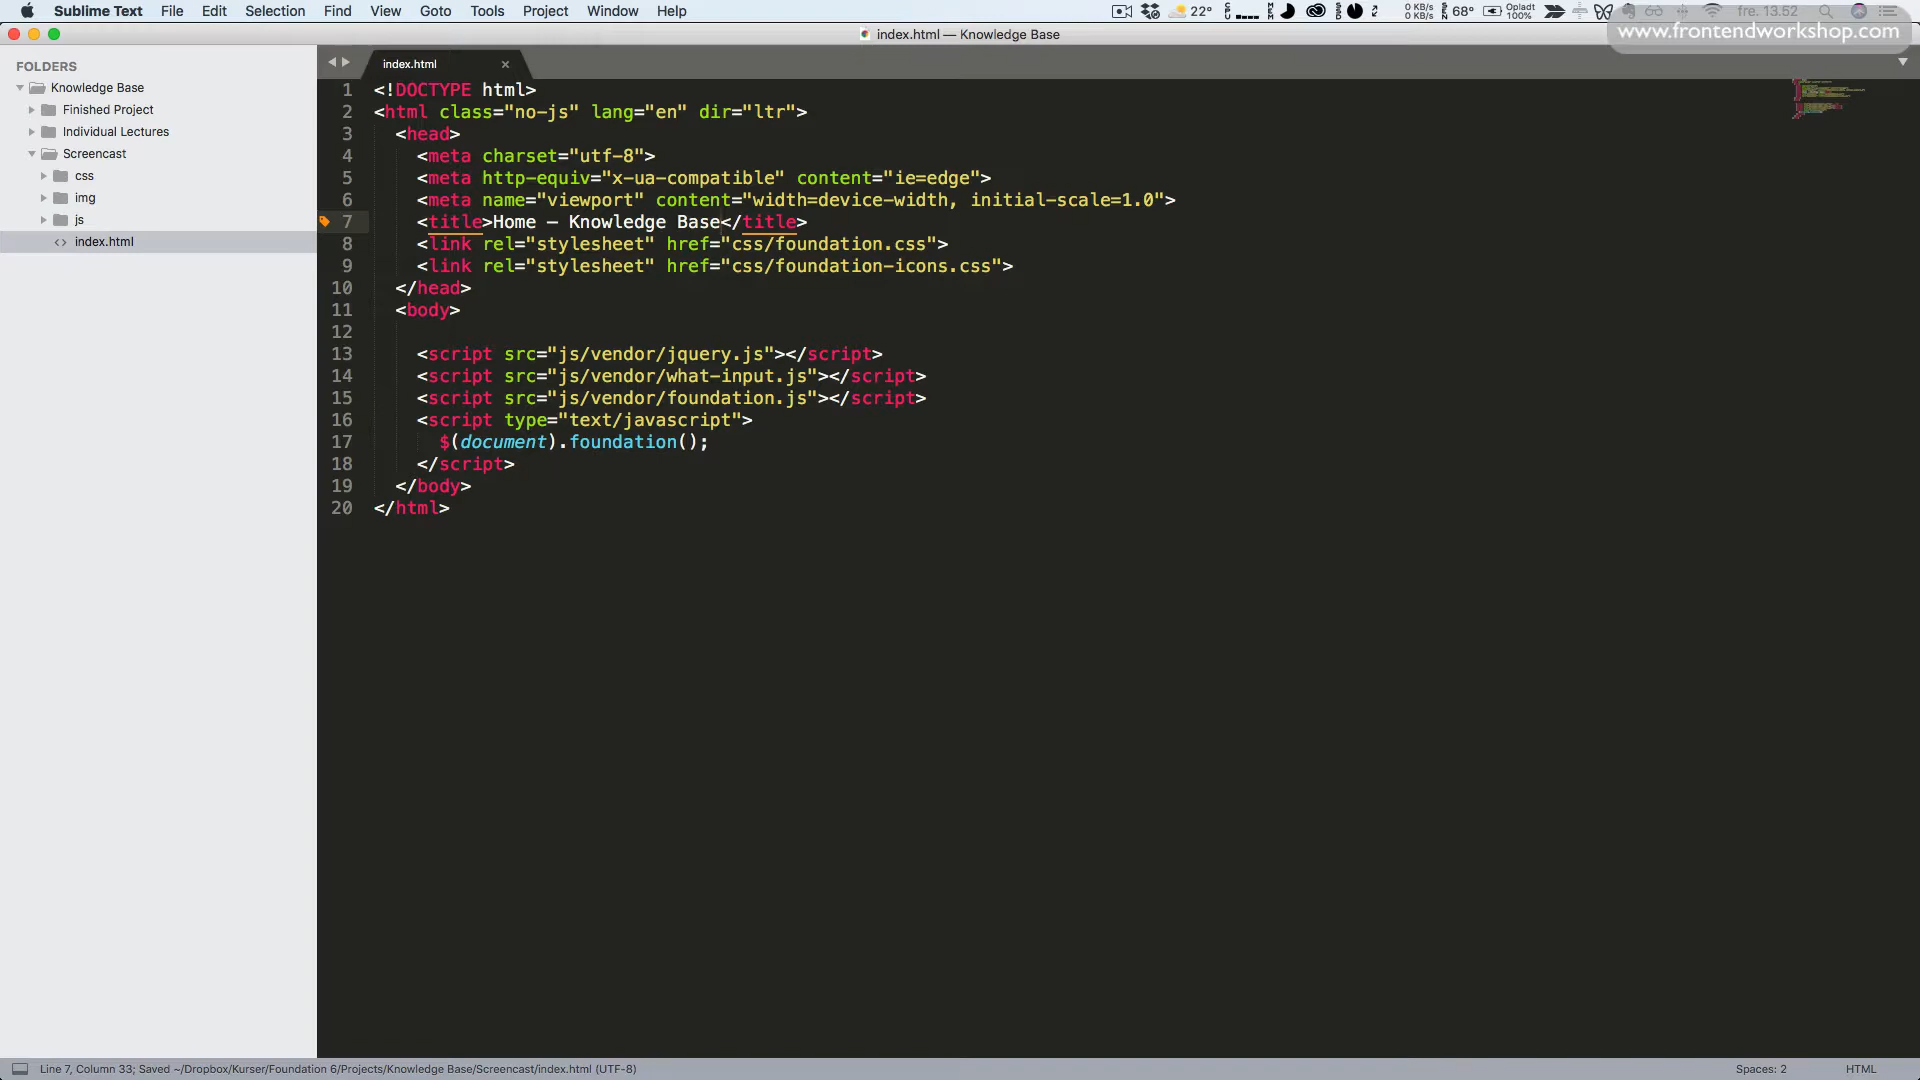 Sublime Text File Edit Selection Find View Goto Tools Project Window Help 22° 0 KB/s 0 KB/s 68° Opladt 100% fre. 13.52
index.html — Knowledge Base
www.frontendworkshop.com
FOLDERS
Knowledge Base
Finished Project
Individual Lectures
Screencast
css
img
js
<> index.html
index.html ×
1 <!DOCTYPE html>
2 <html class="no-js" lang="en" dir="ltr">
3 <head>
4 <meta charset="utf-8">
5 <meta http-equiv="x-ua-compatible" content="ie=edge">
6 <meta name="viewport" content="width=device-width, initial-scale=1.0">
7 <title>Home – Knowledge Base</title>
8 <link rel="stylesheet" href="css/foundation.css">
9 <link rel="stylesheet" href="css/foundation-icons.css">
10 </head>
11 <body>
12
13 <script src="js/vendor/jquery.js"></script>
14 <script src="js/vendor/what-input.js"></script>
15 <script src="js/vendor/foundation.js"></script>
16 <script type="text/javascript">
17 $(document).foundation();
18 </script>
19 </body>
20 </html>
Line 7, Column 33; Saved ~/Dropbox/Kurser/Foundation 6/Projects/Knowledge Base/Screencast/index.html (UTF-8) Spaces: 2 HTML